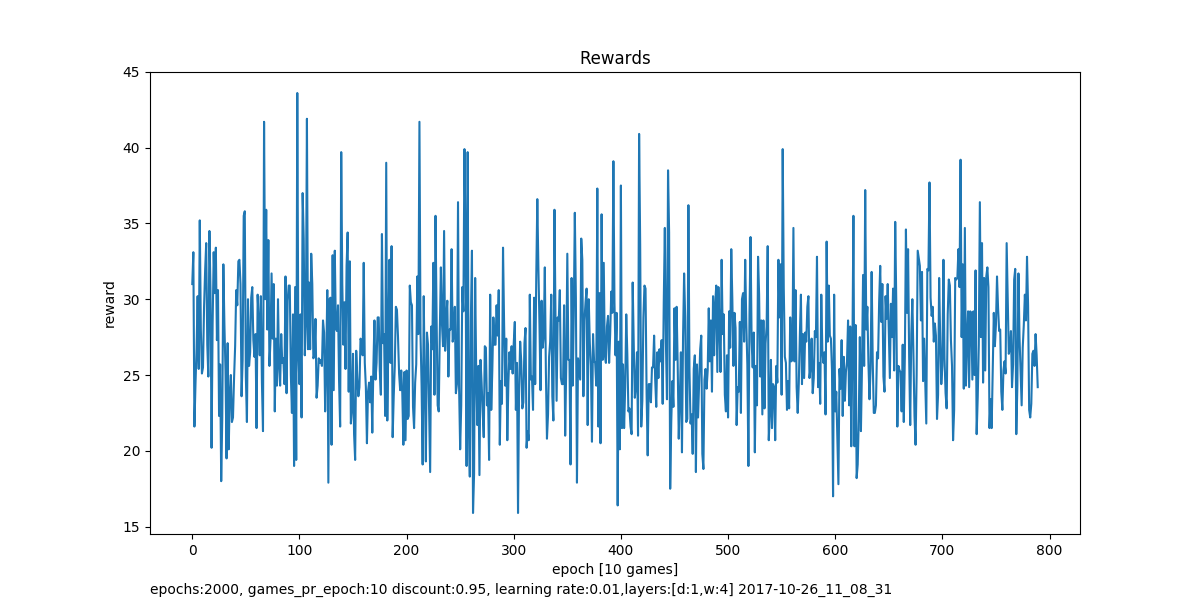 Rewards
45
40
35
30
25
20
15
reward
0 100 200 300 400 500 600 700 800
epoch [10 games]
epochs:2000, games_pr_epoch:10 discount:0.95, learning rate:0.01,layers:[d:1,w:4] 2017-10-26_11_08_31